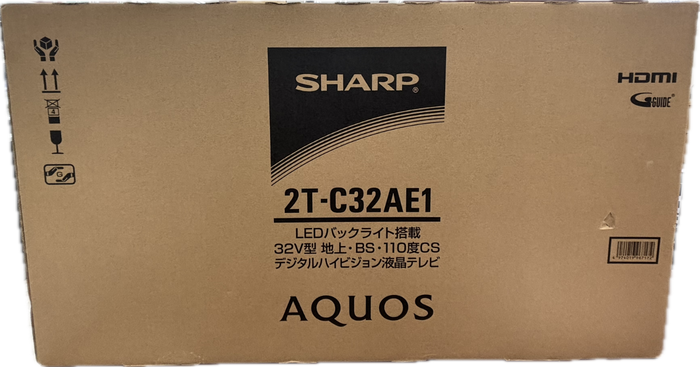 SHARP®
HDMI
G-GUIDE®
4
G
2T-C32AE1
LEDバックライト搭載
32V型 地上・BS・110度CS
デジタルハイビジョン液晶テレビ
AQUOS